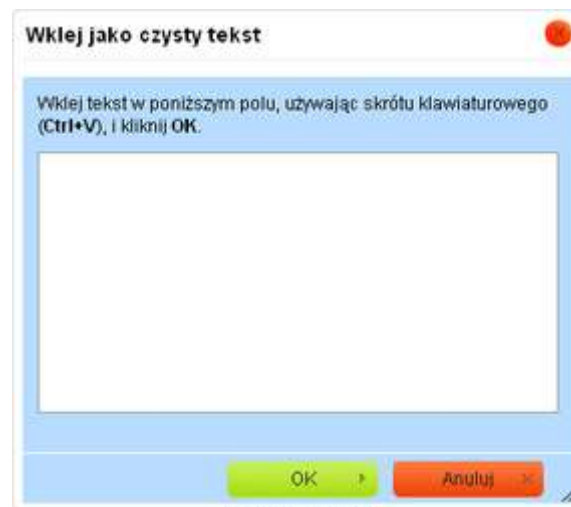 Wklej jako czysty tekst
Wklej tekst w poniższym polu, używając skrótu klawiaturowego
(Ctrl+V), i kliknij OK.
OK
Anuluj